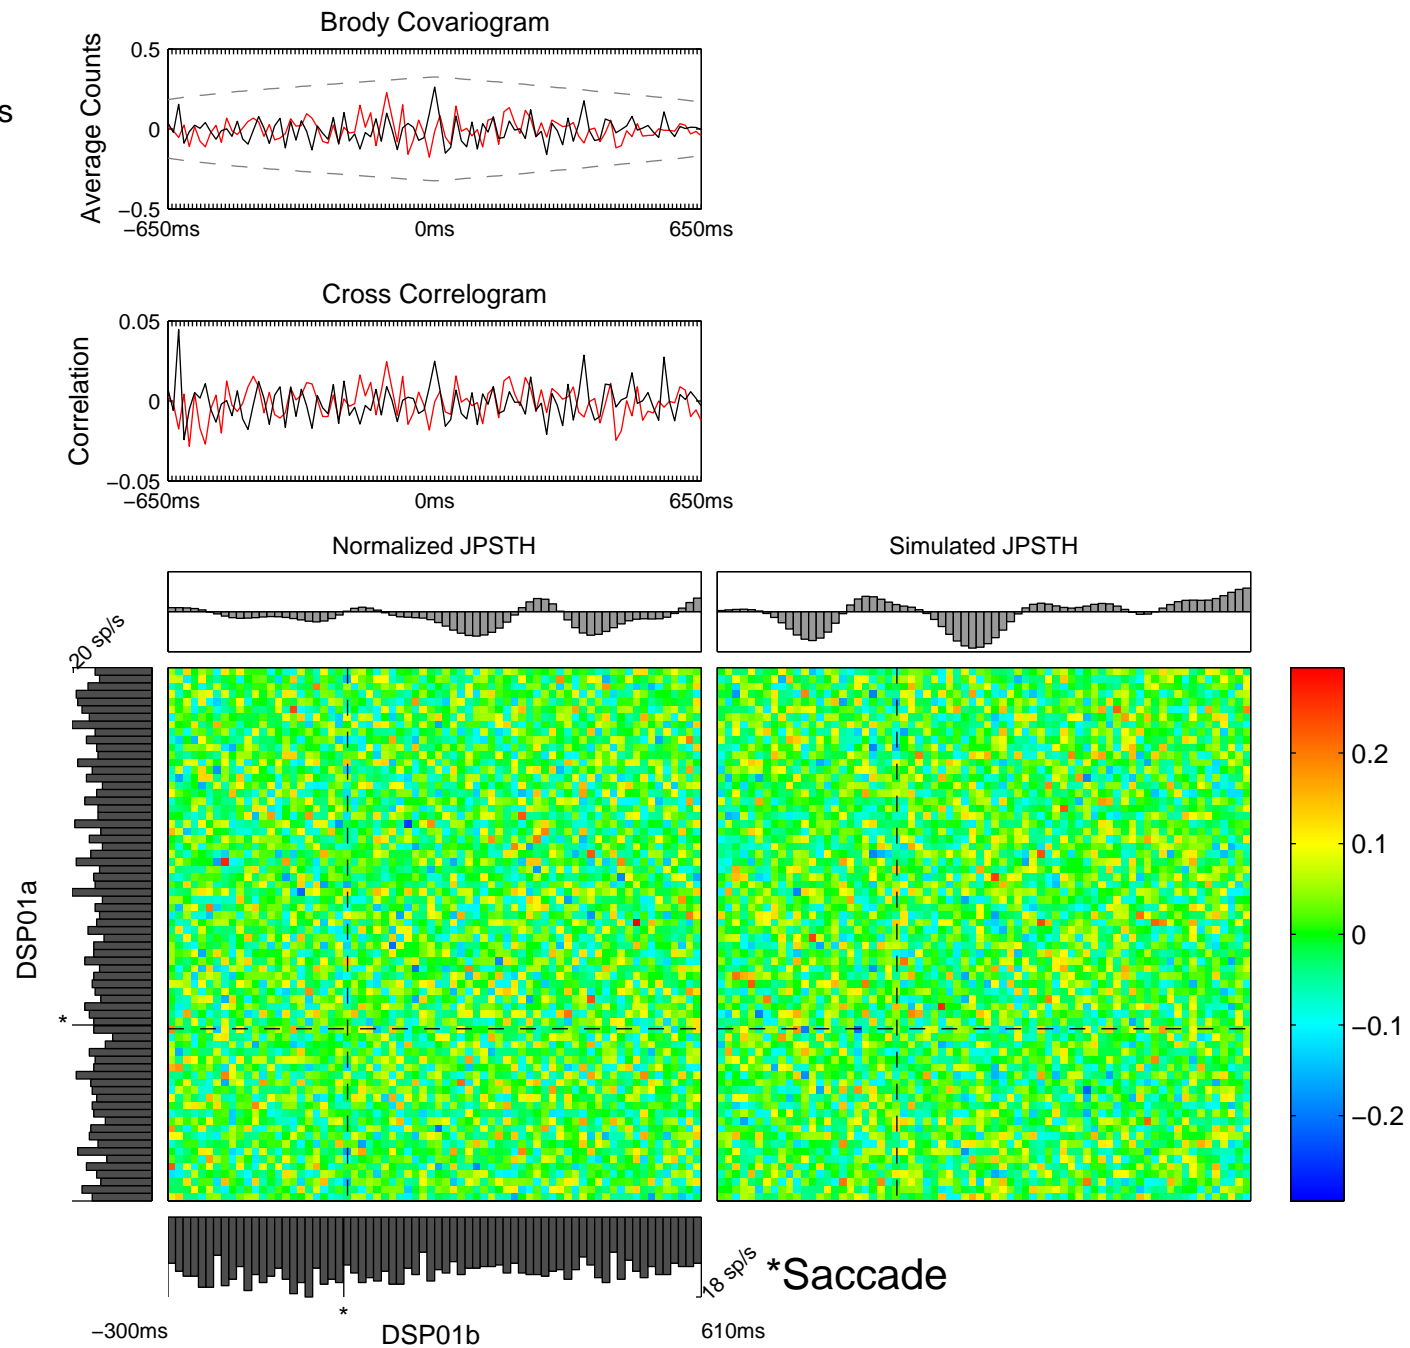 Brody Covariogram
s
Average Counts
0.5
0
−0.5
−650ms 0ms 650ms
Cross Correlogram
Correlation
0.05
0
−0.05
−650ms 0ms 650ms
Normalized JPSTH
Simulated JPSTH
20 sp/s
DSP01a
*
0.2
0.1
0
−0.1
−0.2
18 sp/s
*Saccade
*
−300ms DSP01b 610ms